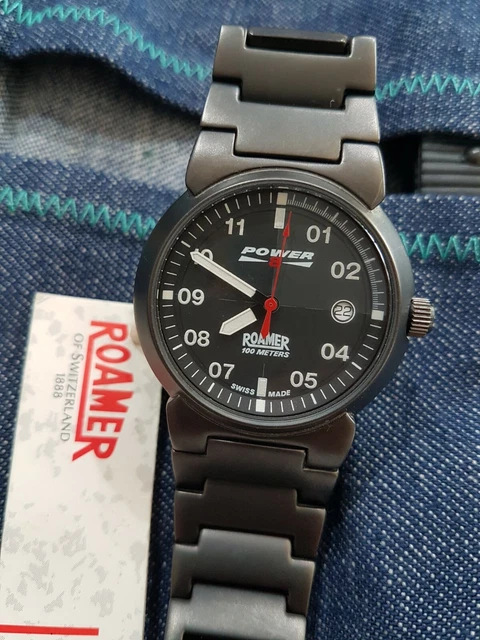 11
01
POWER
10
02
09
22
ROAMER
100 METERS
08
04
07
05
SWISS MADE
ROAMER
OF SWITZERLAND
1888